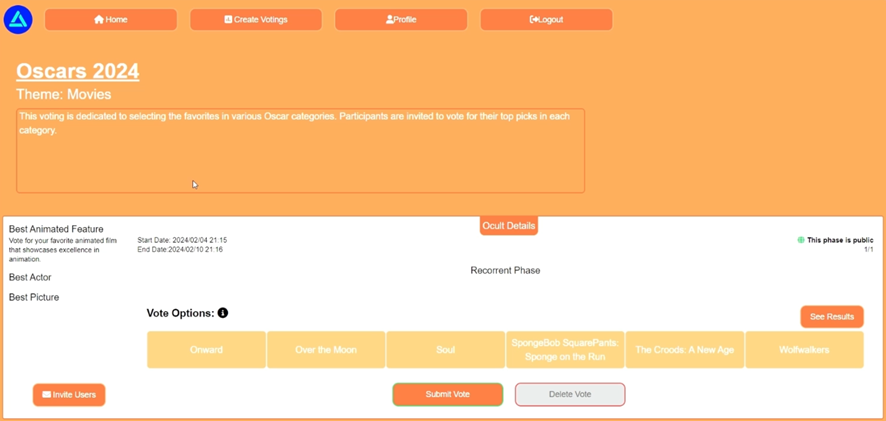 Home
Create Votings
Profile
Logout
Oscars 2024
Theme: Movies
This voting is dedicated to selecting the favorites in various Oscar categories. Participants are invited to vote for their top picks in each
category.
Ocult Details
Best Animated Feature
Vote for your favorite animated film
that showcases excellence in
animation.
Best Actor
Best Picture
Start Date: 2024/02/04 21:15
End Date:2024/02/10 21:16
This phase is public
1/1
Recorrent Phase
Vote Options:
See Results
Onward
Over the Moon
Soul
SpongeBob SquarePants:
Sponge on the Run
The Croods: A New Age
Wolfwalkers
Invite Users
Submit Vote
Delete Vote